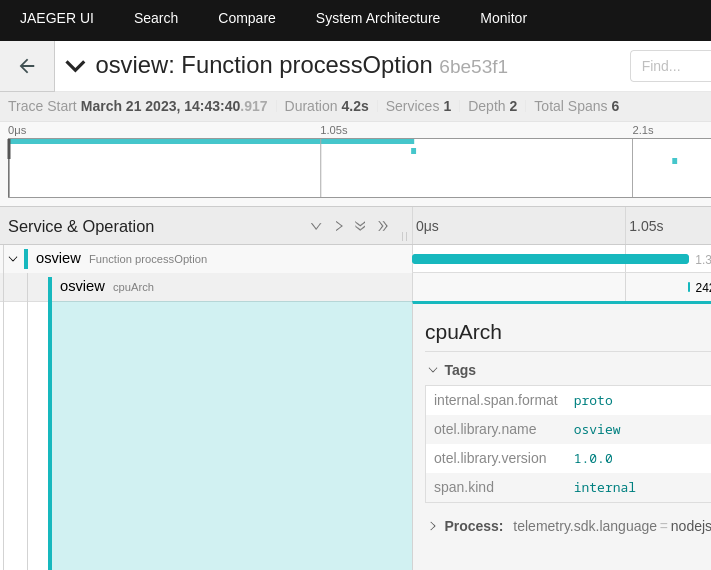 JAEGER UI Search Compare System Architecture Monitor
osview: Function processOption 6be53f1
Find...
Trace Start March 21 2023, 14:43:40.917 Duration 4.2s Services 1 Depth 2 Total Spans 6
0μs 1.05s 2.1s
Service & Operation 0μs 1.05s
osview Function processOption 1.3
osview cpuArch 242
cpuArch
Tags
internal.span.format proto
otel.library.name osview
otel.library.version 1.0.0
span.kind internal
Process: telemetry.sdk.language = nodejs